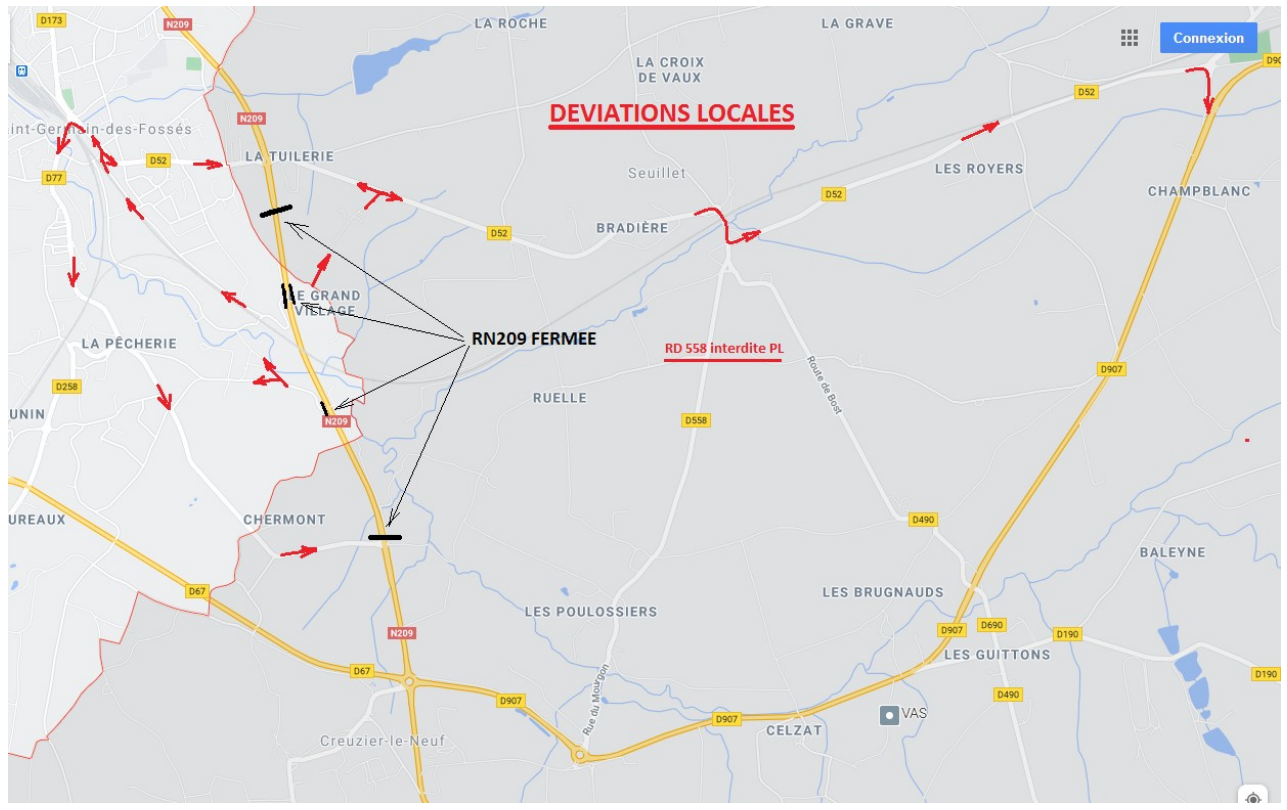 D173
N209
LA ROCHE
LA GRAVE
Connexion
LA CROIX
DE VAUX
D90
D52
DEVIATIONS LOCALES
N209
int-Germain-des-Fossés
D52
LA TUILERIE
LES ROYERS
D77
Seuillet
CHAMPBLANC
D52
BRADIÈRE
D52
LE GRAND
VILLAGE
RN209 FERMEE
LA PÊCHERIE
RD 558 interdite PL
Route de Bost
D907
D258
RUELLE
UNIN
N209
D558
CHERMONT
D490
UREAUX
BALEYNE
D67
LES BRUGNAUDS
LES POULOSSIERS
N209
D907
D690
D190
LES GUITTONS
D67
D190
D907
Rue du Mourgon
D490
D907
VAS
CELZAT
Creuzier-le-Neuf